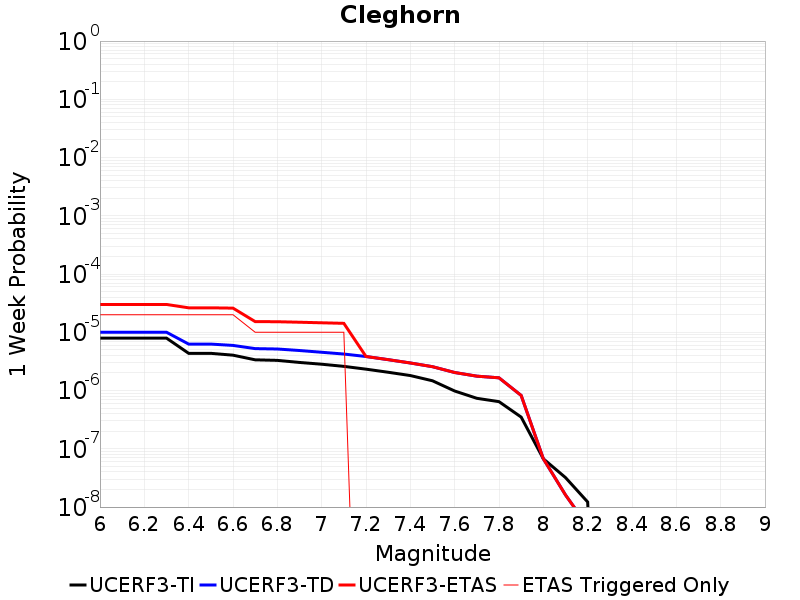 Cleghorn
1 Week Probability
10^0
10^-1
10^-2
10^-3
10^-4
10^-5
10^-6
10^-7
10^-8
6 6.2 6.4 6.6 6.8 7 7.2 7.4 7.6 7.8 8 8.2 8.4 8.6 8.8 9
Magnitude
UCERF3-TI UCERF3-TD UCERF3-ETAS ETAS Triggered Only